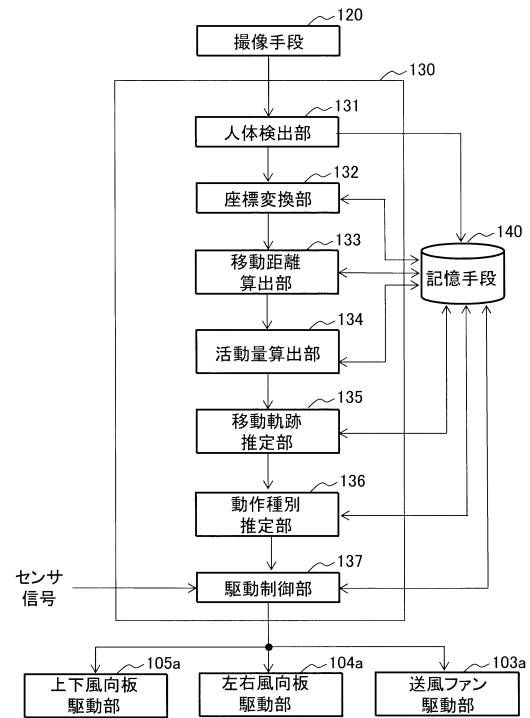 120
撮像手段
130
131
人体検出部
132
座標変換部
140
133
移動距離
算出部
記憶手段
134
活動量算出部
135
移動軌跡
推定部
136
動作種別
推定部
137
センサ
信号
駆動制御部
105a
上下風向板
駆動部
104a
左右風向板
駆動部
103a
送風ファン
駆動部